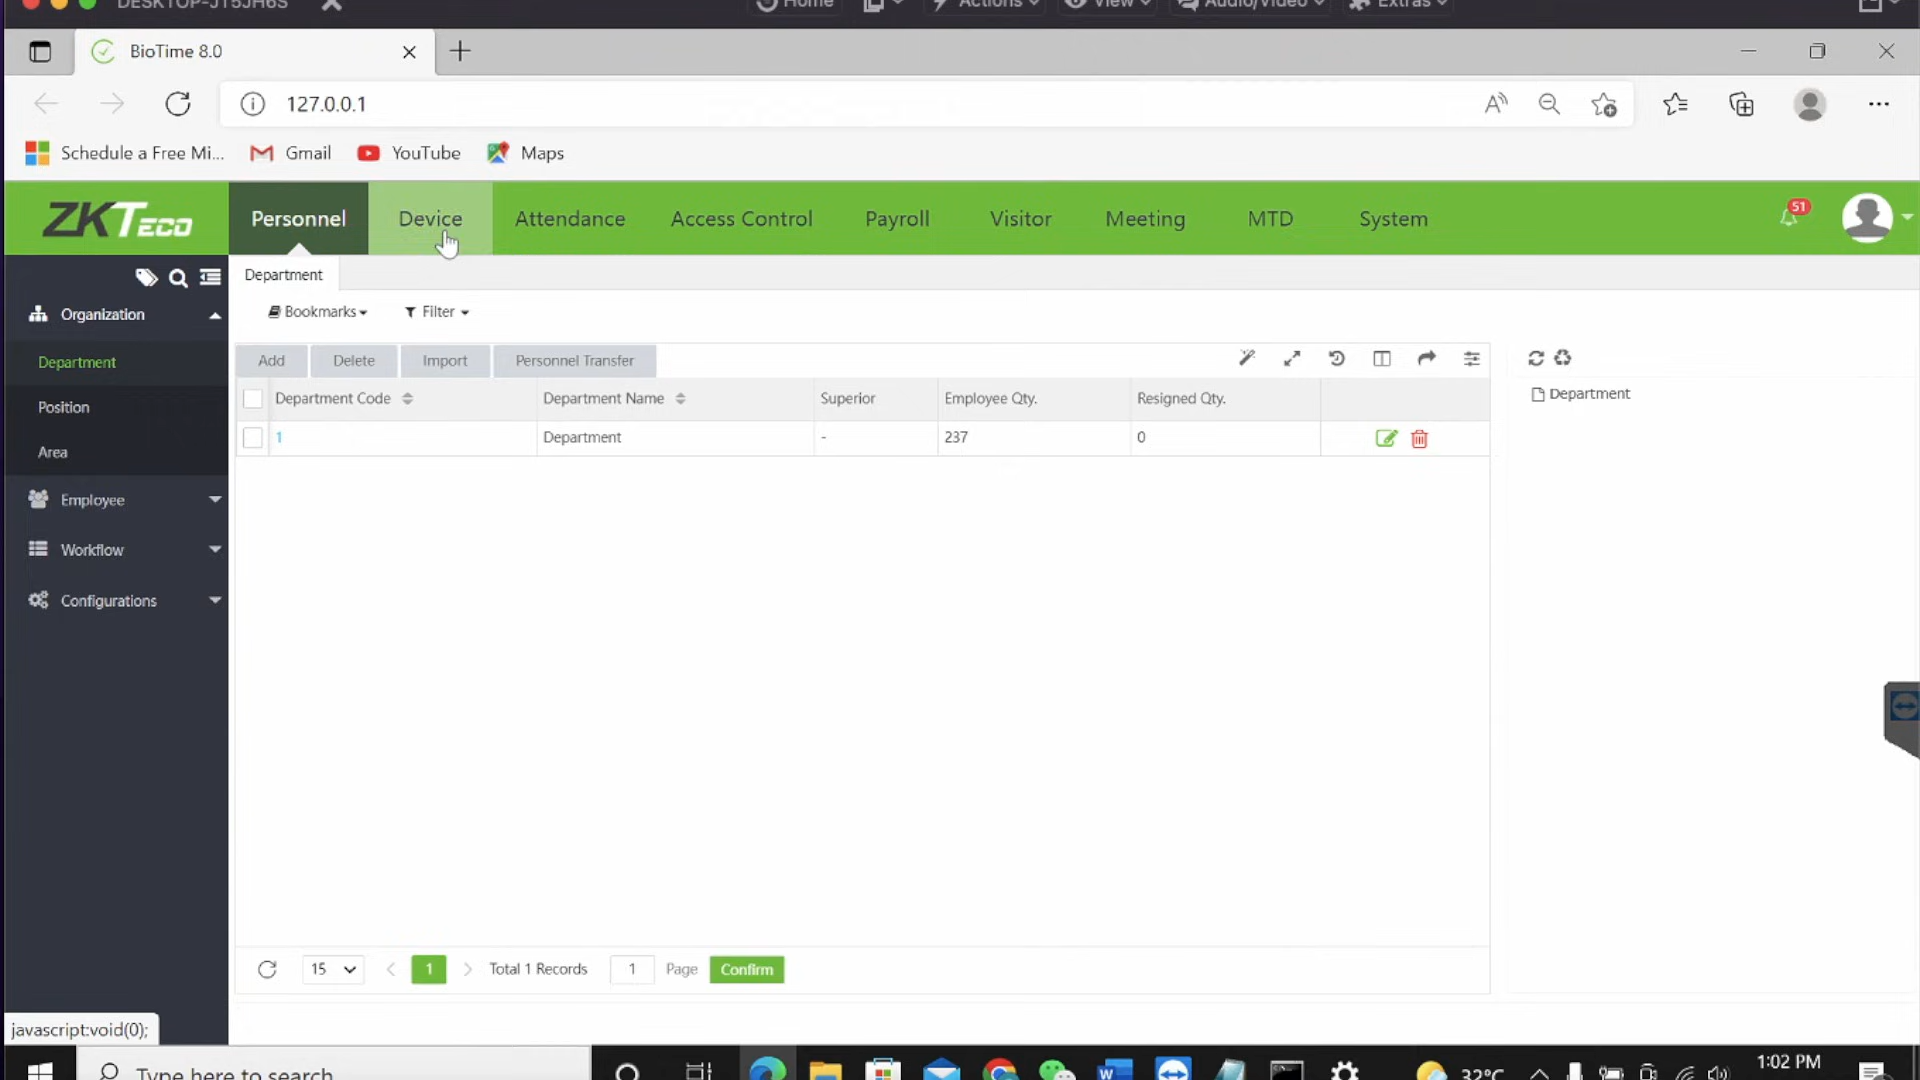 DESKTOP-JT5JH6S
Home
Actions
View
Audio/Video
Extras
BioTime 8.0
127.0.0.1
Schedule a Free Mi...
Gmail
YouTube
Maps
ZKTeco
Personnel
Device
Attendance
Access Control
Payroll
Visitor
Meeting
MTD
System
51
Organization
Department
Position
Area
Employee
Workflow
Configurations
Department
Bookmarks
Filter
Add
Delete
Import
Personnel Transfer
Department Code
Department Name
Superior
Employee Qty.
Resigned Qty.
1
Department
-
237
0
Department
15
1
Total 1 Records
1
Page
Confirm
javascript:void(0);
Type here to search
32°C
1:02 PM